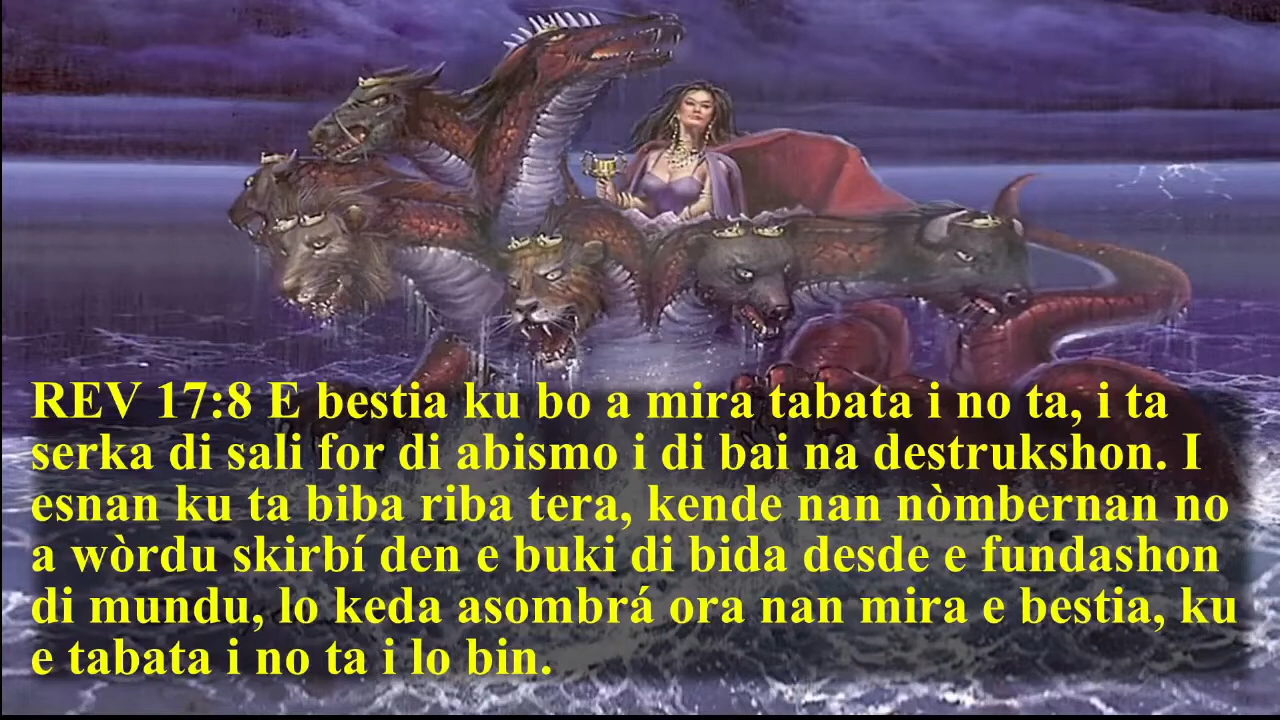 REV 17:8 E bestia ku bo a mira tabata i no ta, i ta
serka di sali for di abismo i di bai na destrukshon. I
esnan ku ta biba riba tera, kende nan nòmbernan no
a wòrdu skirbí den e buki di bida desde e fundashon
di mundu, lo keda asombrá ora nan mira e bestia, ku
e tabata i no ta i lo bin.